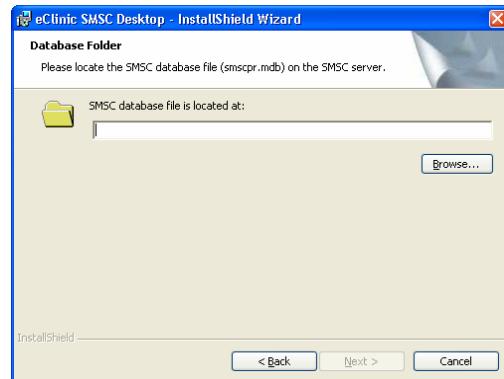 eClinic SMSC Desktop - InstallShield Wizard
Database Folder
Please locate the SMSC database file (smscpr.mdb) on the SMSC server.
SMSC database file is located at:
Browse...
InstallShield
< Back
Next >
Cancel